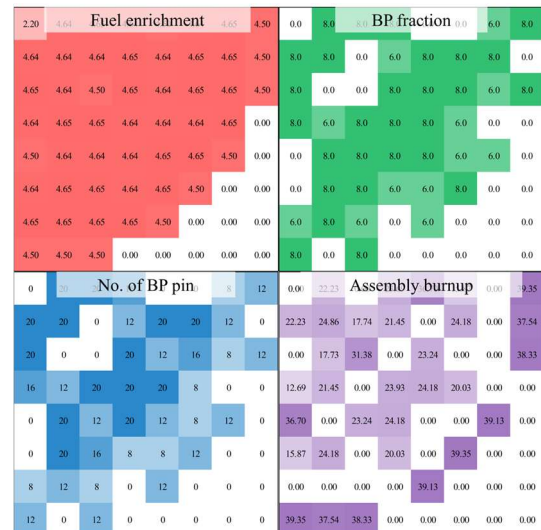 Fuel enrichment
2.20 4.64 4.65 4.50
4.64 4.64 4.64 4.65 4.64 4.64 4.65 4.50
4.65 4.64 4.50 4.64 4.65 4.65 4.65 4.50
4.64 4.65 4.64 4.65 4.64 4.64 4.65 0.00
4.50 4.64 4.65 4.64 4.64 4.65 4.50 0.00
4.64 4.64 4.65 4.64 4.65 4.50 0.00 0.00
4.65 4.65 4.65 4.65 4.50 0.00 0.00 0.00
4.50 4.50 4.50 0.00 0.00 0.00 0.00 0.00
BP fraction
0.0 8.0 8.0 6.0 8.0
8.0 8.0 0.0 6.0 8.0 8.0 8.0 0.0
8.0 0.0 0.0 8.0 8.0 8.0 6.0 8.0
8.0 6.0 8.0 8.0 8.0 6.0 0.0 0.0
0.0 8.0 8.0 8.0 8.0 6.0 6.0 0.0
0.0 8.0 8.0 6.0 6.0 8.0 0.0 0.0
6.0 8.0 6.0 0.0 6.0 0.0 0.0 0.0
8.0 0.0 8.0 0.0 0.0 0.0 0.0 0.0
No. of BP pin
0 20 8 12
20 20 0 12 20 20 12 0
20 0 0 20 12 16 8 12
16 12 20 20 20 8 0 0
0 20 12 20 8 8 12 0
0 20 16 8 8 12 0 0
8 12 8 0 12 0 0 0
12 0 12 0 0 0 0 0
Assembly burnup
0.00 22.23 39.35
22.23 24.86 17.74 21.45 0.00 24.18 0.00 37.54
0.00 17.73 31.38 0.00 23.24 0.00 0.00 38.33
12.69 21.45 0.00 23.93 24.18 20.03 0.00 0.00
36.70 0.00 23.24 24.18 0.00 0.00 39.13 0.00
15.87 24.18 0.00 20.03 0.00 39.35 0.00 0.00
0.00 0.00 0.00 0.00 39.13 0.00 0.00 0.00
39.35 37.54 38.33 0.00 0.00 0.00 0.00 0.00